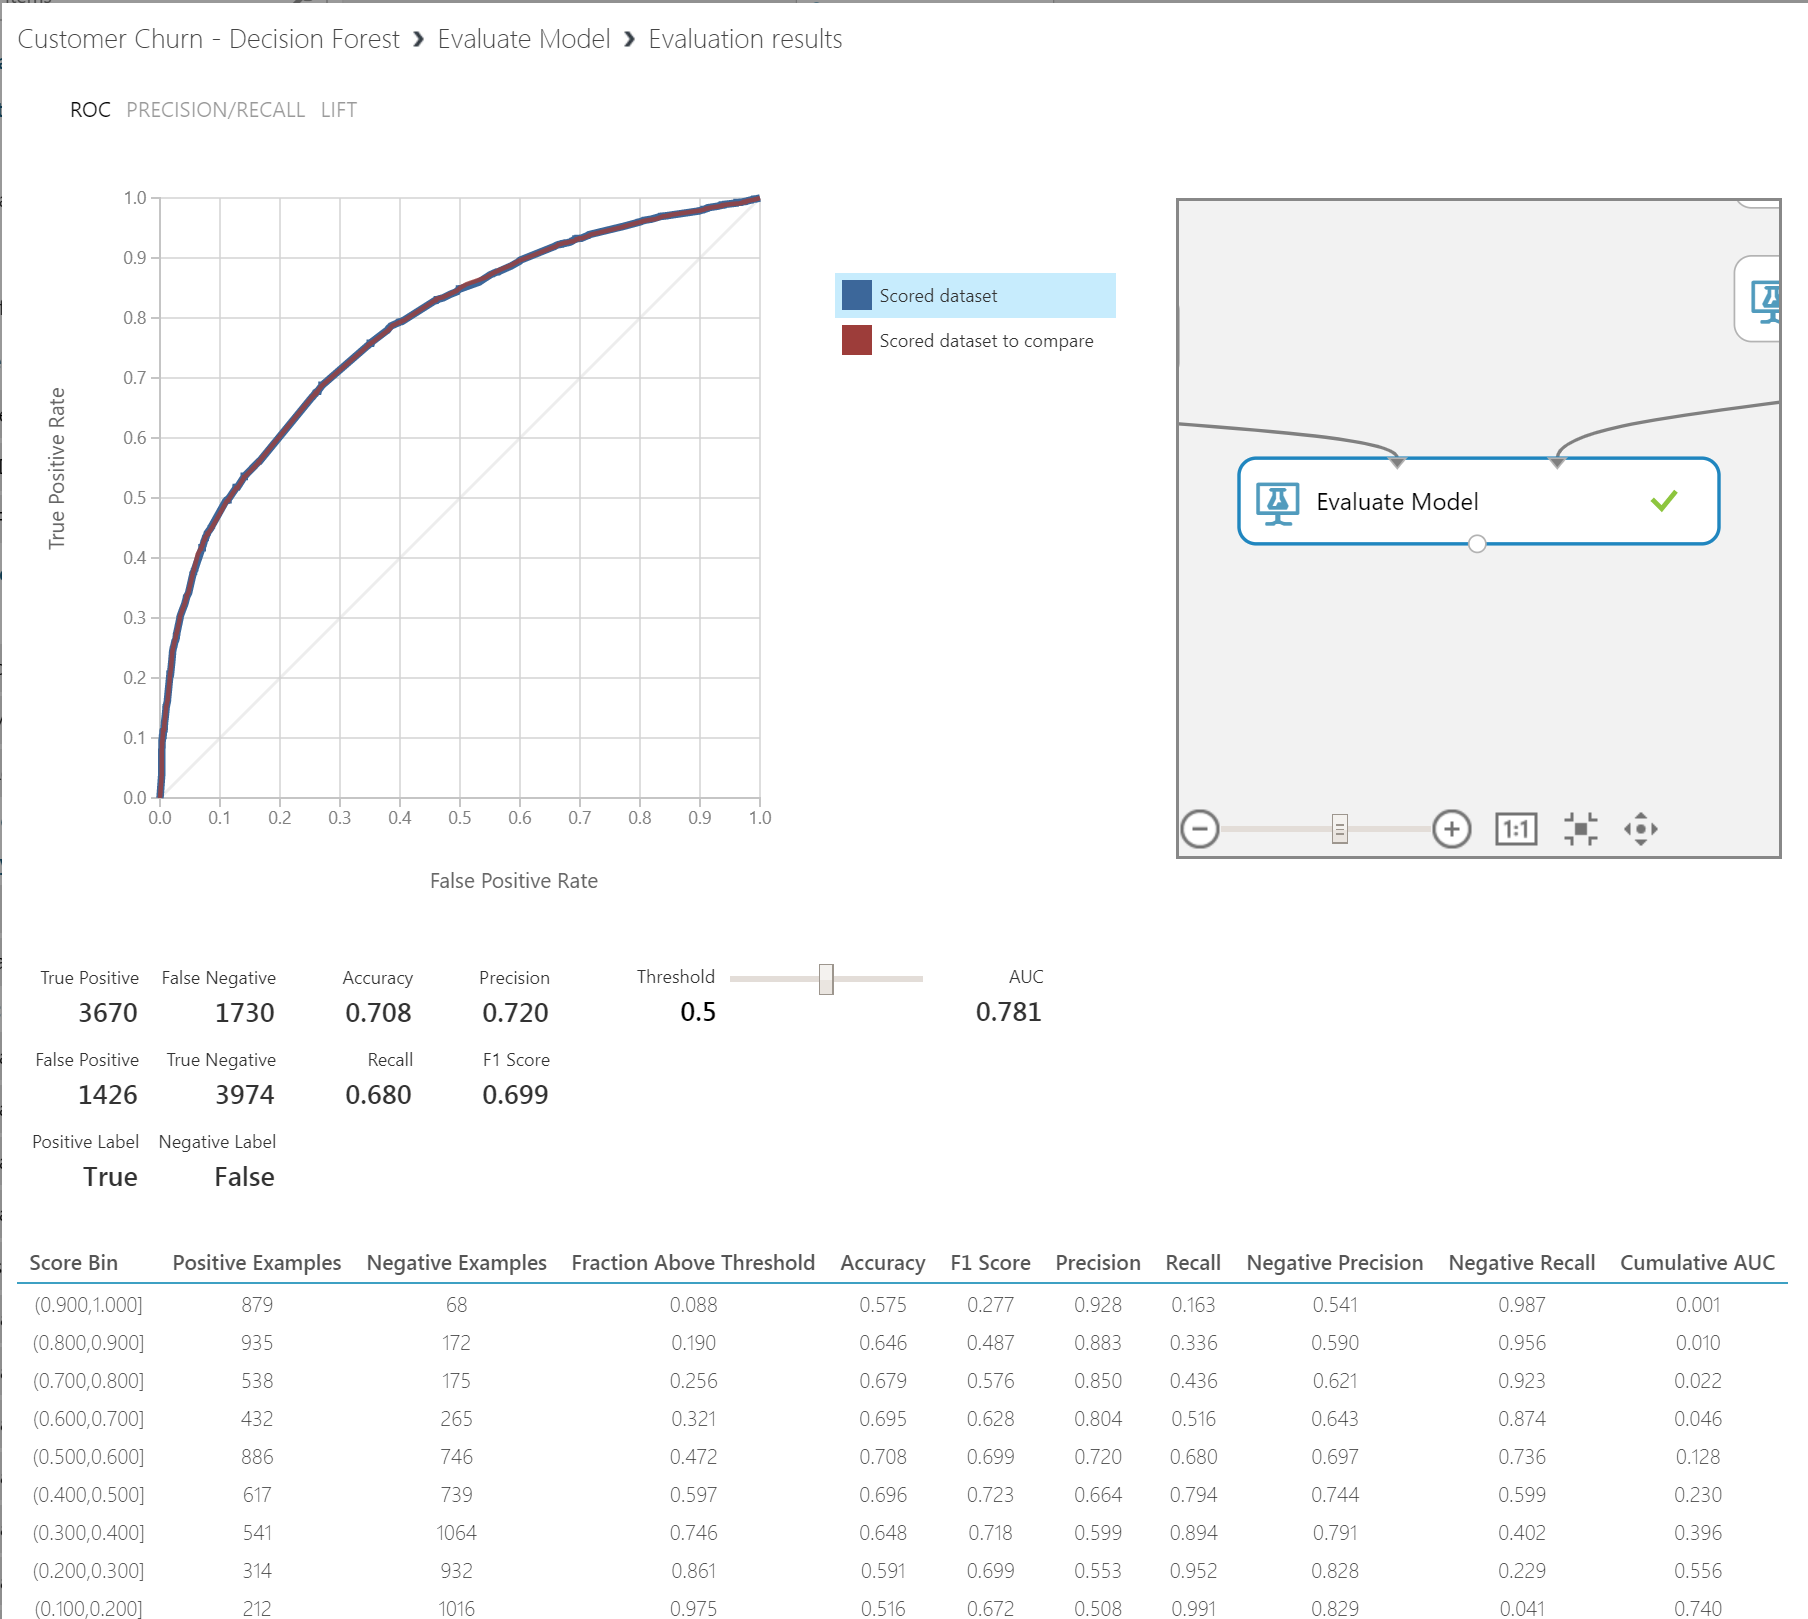 Customer Churn - Decision Forest › Evaluate Model › Evaluation results
ROC PRECISION/RECALL LIFT
1.0
0.9
0.8
0.7
0.6
0.5
0.4
0.3
0.2
0.1
0.0
True Positive Rate
0.0 0.1 0.2 0.3 0.4 0.5 0.6 0.7 0.8 0.9 1.0
False Positive Rate
Scored dataset
Scored dataset to compare
Evaluate Model
1:1
True Positive False Negative Accuracy Precision Threshold AUC
3670 1730 0.708 0.720 0.5 0.781
False Positive True Negative Recall F1 Score
1426 3974 0.680 0.699
Positive Label Negative Label
True False
Score Bin Positive Examples Negative Examples Fraction Above Threshold Accuracy F1 Score Precision Recall Negative Precision Negative Recall Cumulative AUC
(0.900,1.000] 879 68 0.088 0.575 0.277 0.928 0.163 0.541 0.987 0.001
(0.800,0.900] 935 172 0.190 0.646 0.487 0.883 0.336 0.590 0.956 0.010
(0.700,0.800] 538 175 0.256 0.679 0.576 0.850 0.436 0.621 0.923 0.022
(0.600,0.700] 432 265 0.321 0.695 0.628 0.804 0.516 0.643 0.874 0.046
(0.500,0.600] 886 746 0.472 0.708 0.699 0.720 0.680 0.697 0.736 0.128
(0.400,0.500] 617 739 0.597 0.696 0.723 0.664 0.794 0.744 0.599 0.230
(0.300,0.400] 541 1064 0.746 0.648 0.718 0.599 0.894 0.791 0.402 0.396
(0.200,0.300] 314 932 0.861 0.591 0.699 0.553 0.952 0.828 0.229 0.556
(0.100,0.200] 212 1016 0.975 0.516 0.672 0.508 0.991 0.829 0.041 0.740